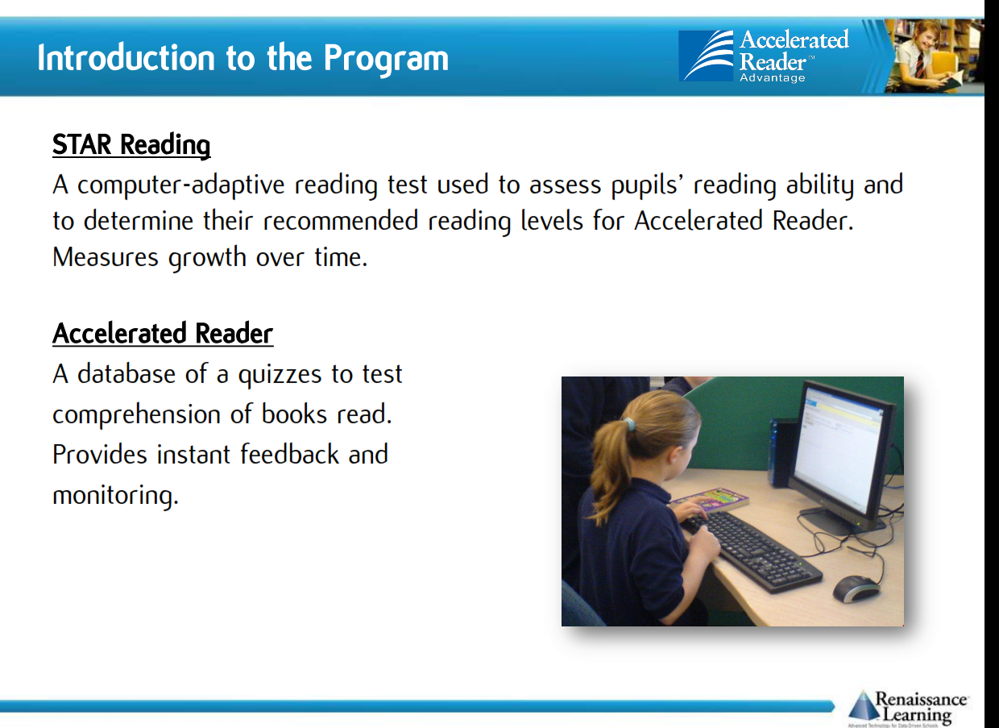 Introduction to the Program
Accelerated
Reader™
Advantage
STAR Reading
A computer-adaptive reading test used to assess pupils’ reading ability and
to determine their recommended reading levels for Accelerated Reader.
Measures growth over time.
Accelerated Reader
A database of a quizzes to test
comprehension of books read.
Provides instant feedback and
monitoring.
Renaissance
Learning
Advanced Technology for Data-Driven Schools